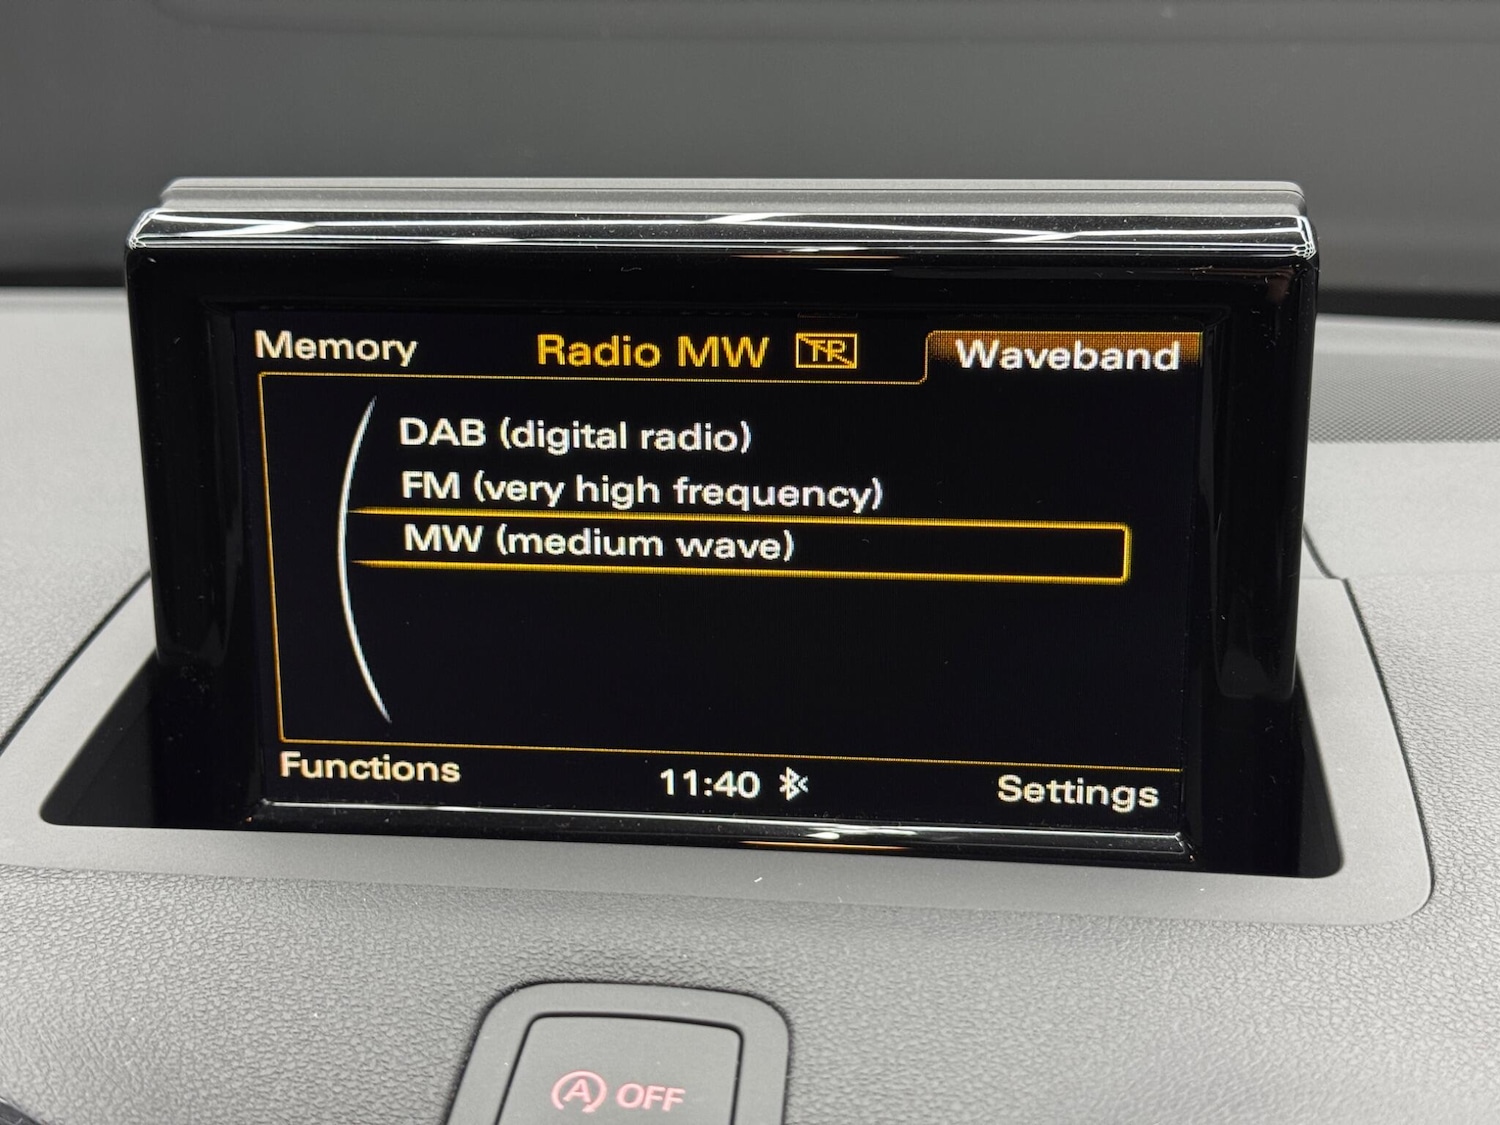 Memory Radio MW TP Waveband
DAB (digital radio)
FM (very high frequency)
MW (medium wave)
Functions 11:40 Settings
A OFF